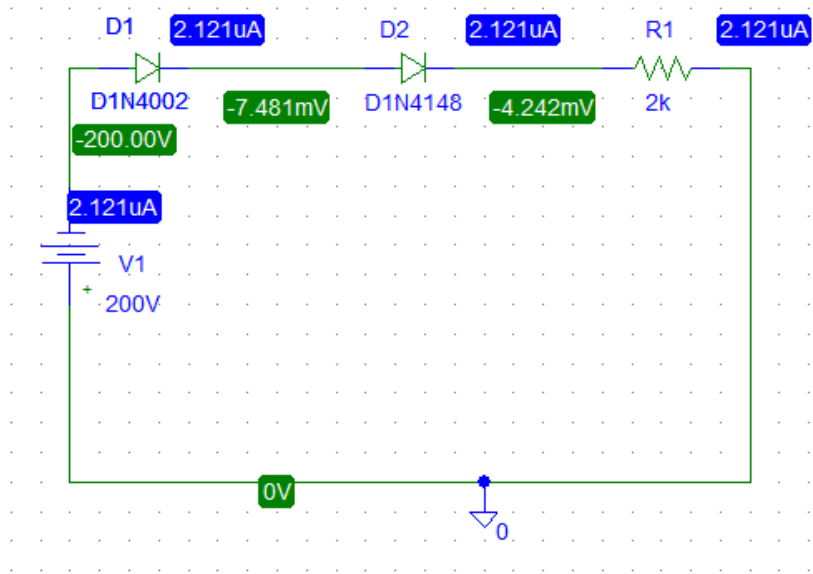 D1
2.121uA
D2
2.121uA
R1
2.121uA
D1N4002
-7.481mV
D1N4148
-4.242mV
2k
-200.00V
2.121uA
V1
+
200V
0V
0